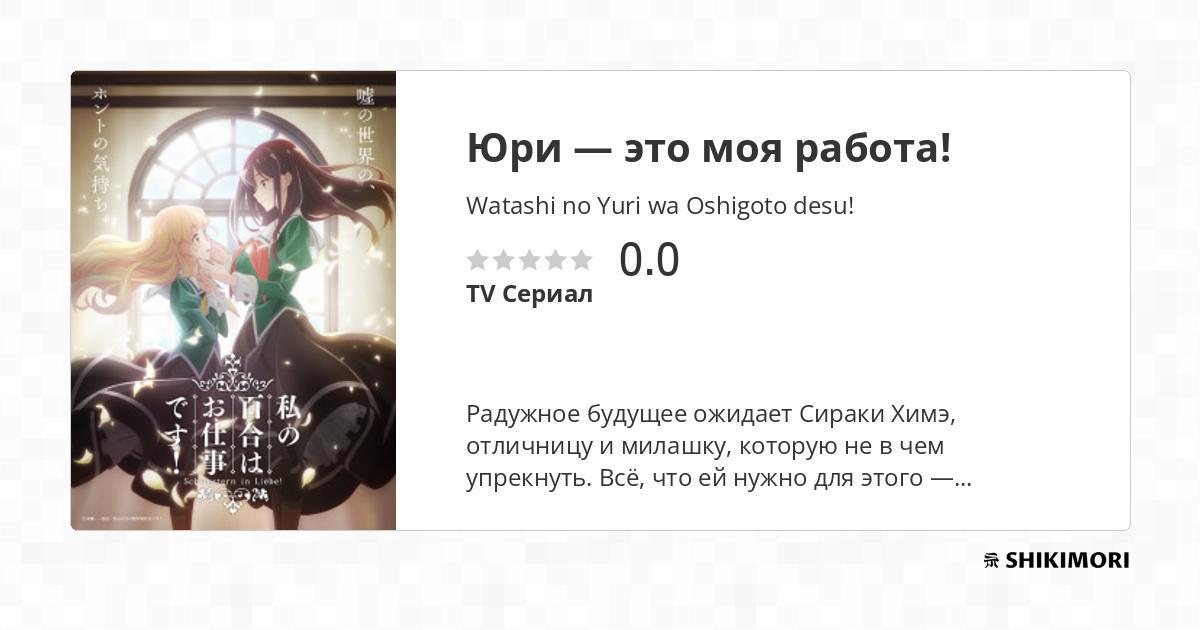 嘘の世界の、
ホントの気持ち
私の
百合は
お仕事
です!
Schwestern in Liebe!
Юри — это моя работа!
Watashi no Yuri wa Oshigoto desu!
0.0
TV Сериал
Радужное будущее ожидает Сираки Химэ,
отличницу и милашку, которую не в чем
упрекнуть. Всё, что ей нужно для этого —...
SHIKIMORI